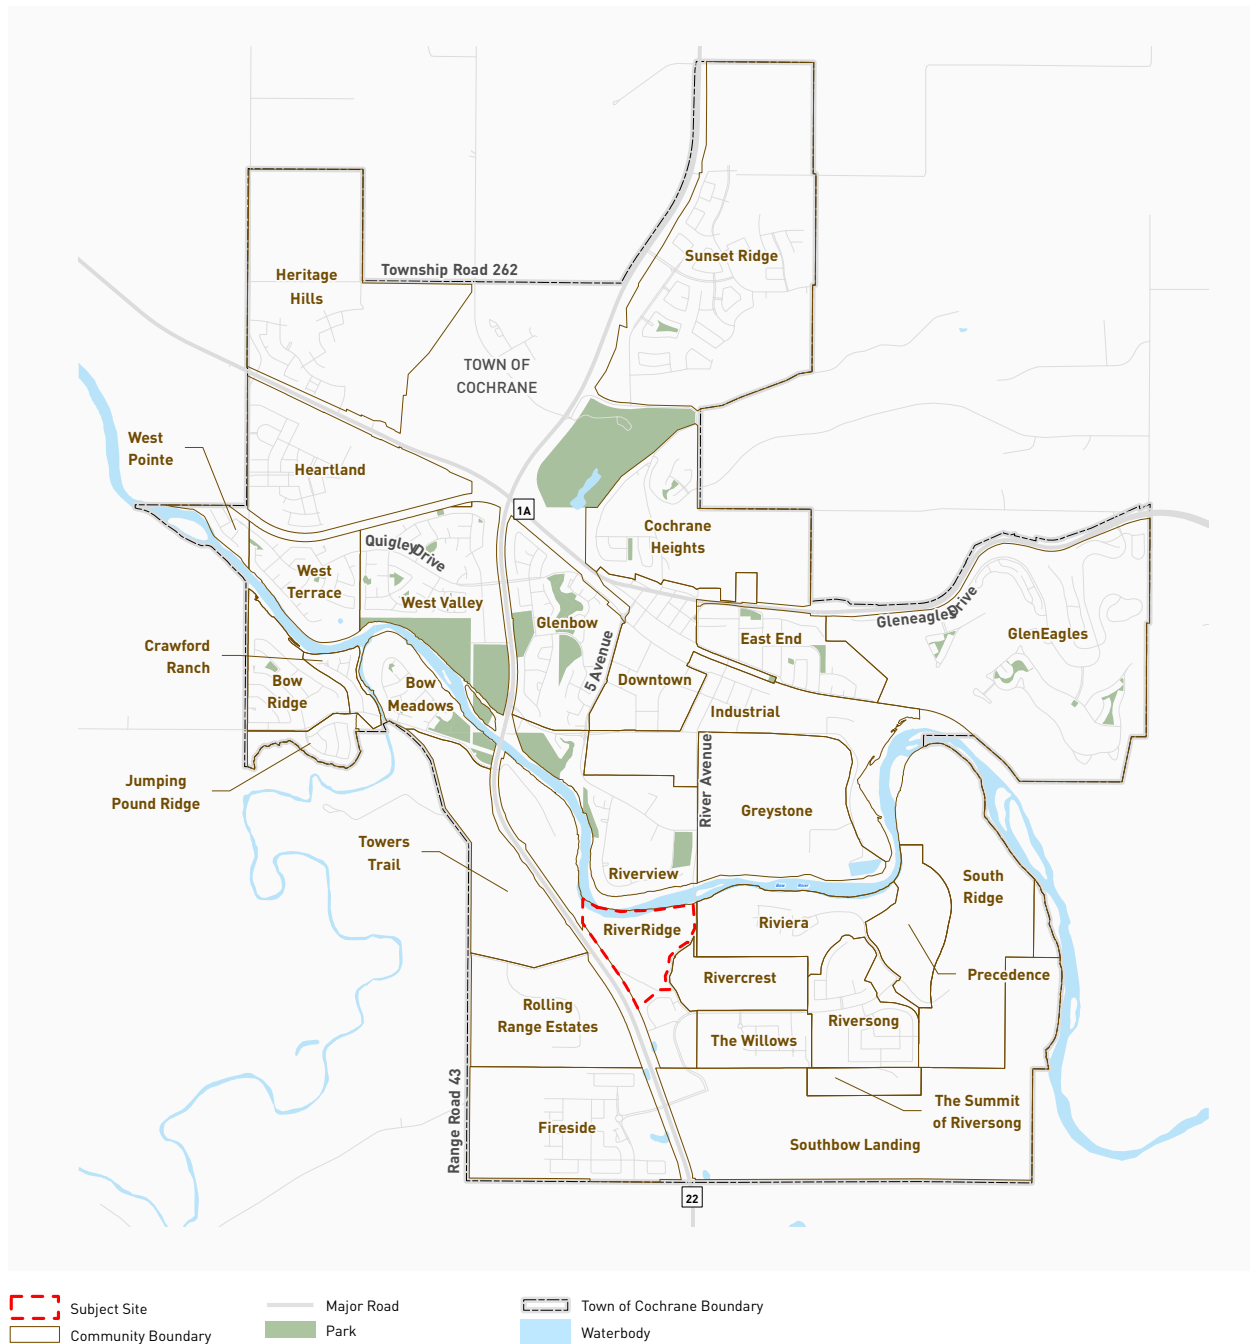 Sunset Ridge
Township Road 262
Heritage
Hills
TOWN OF
COCHRANE
West
Pointe
Heartland
1A
Cochrane
Heights
Quigley Drive
West
Terrace
West Valley
Glenbow
Gleneagles Drive
East End
GlenEagles
Crawford
Ranch
5 Avenue
Downtown
Bow
Ridge
Bow
Meadows
Industrial
River Avenue
Jumping
Pound Ridge
Greystone
Towers
Trail
Riverview
South
Ridge
Bow River
RiverRidge
Riviera
Rivercrest
Precedence
Rolling
Range Estates
Riversong
The Willows
Range Road 43
The Summit
of Riversong
Fireside
Southbow Landing
22
Subject Site
Major Road
Town of Cochrane Boundary
Community Boundary
Park
Waterbody